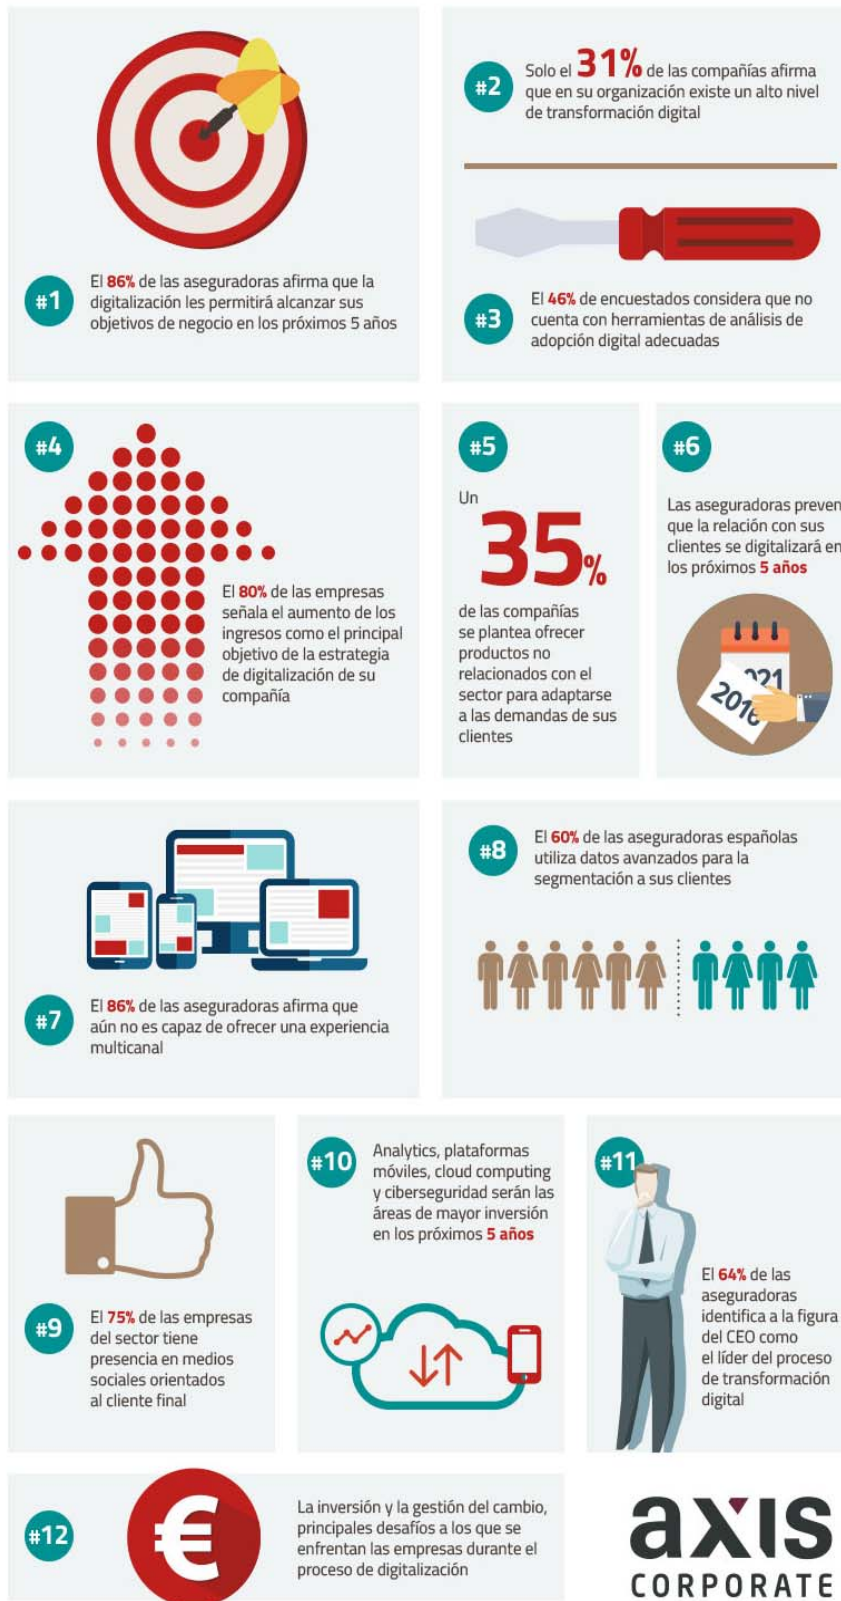 #1
El 86% de las aseguradoras afirma que la
digitalización les permitirá alcanzar sus
objetivos de negocio en los próximos 5 años
#2
Solo el 31% de las compañías afirma
que en su organización existe un alto nivel
de transformación digital
#3
El 46% de encuestados considera que no
cuenta con herramientas de análisis de
adopción digital adecuadas
#4
El 80% de las empresas
señala el aumento de los
ingresos como el principal
objetivo de la estrategia
de digitalización de su
compañía
#5
Un
35%
de las compañías
se plantea ofrecer
productos no
relacionados con el
sector para adaptarse
a las demandas de sus
clientes
#6
Las aseguradoras preven
que la relación con sus
clientes se digitalizará en
los próximos 5 años
021
2016
#7
El 86% de las aseguradoras afirma que
aún no es capaz de ofrecer una experiencia
multicanal
#8
El 60% de las aseguradoras españolas
utiliza datos avanzados para la
segmentación a sus clientes
#9
El 75% de las empresas
del sector tiene
presencia en medios
sociales orientados
al cliente final
#10
Analytics, plataformas
móviles, cloud computing
y ciberseguridad serán las
áreas de mayor inversión
en los próximos 5 años
#11
El 64% de las
aseguradoras
identifica a la figura
del CEO como
el líder del proceso
de transformación
digital
#12
€
La inversión y la gestión del cambio,
principales desafíos a los que se
enfrentan las empresas durante el
proceso de digitalización
axis
CORPORATE